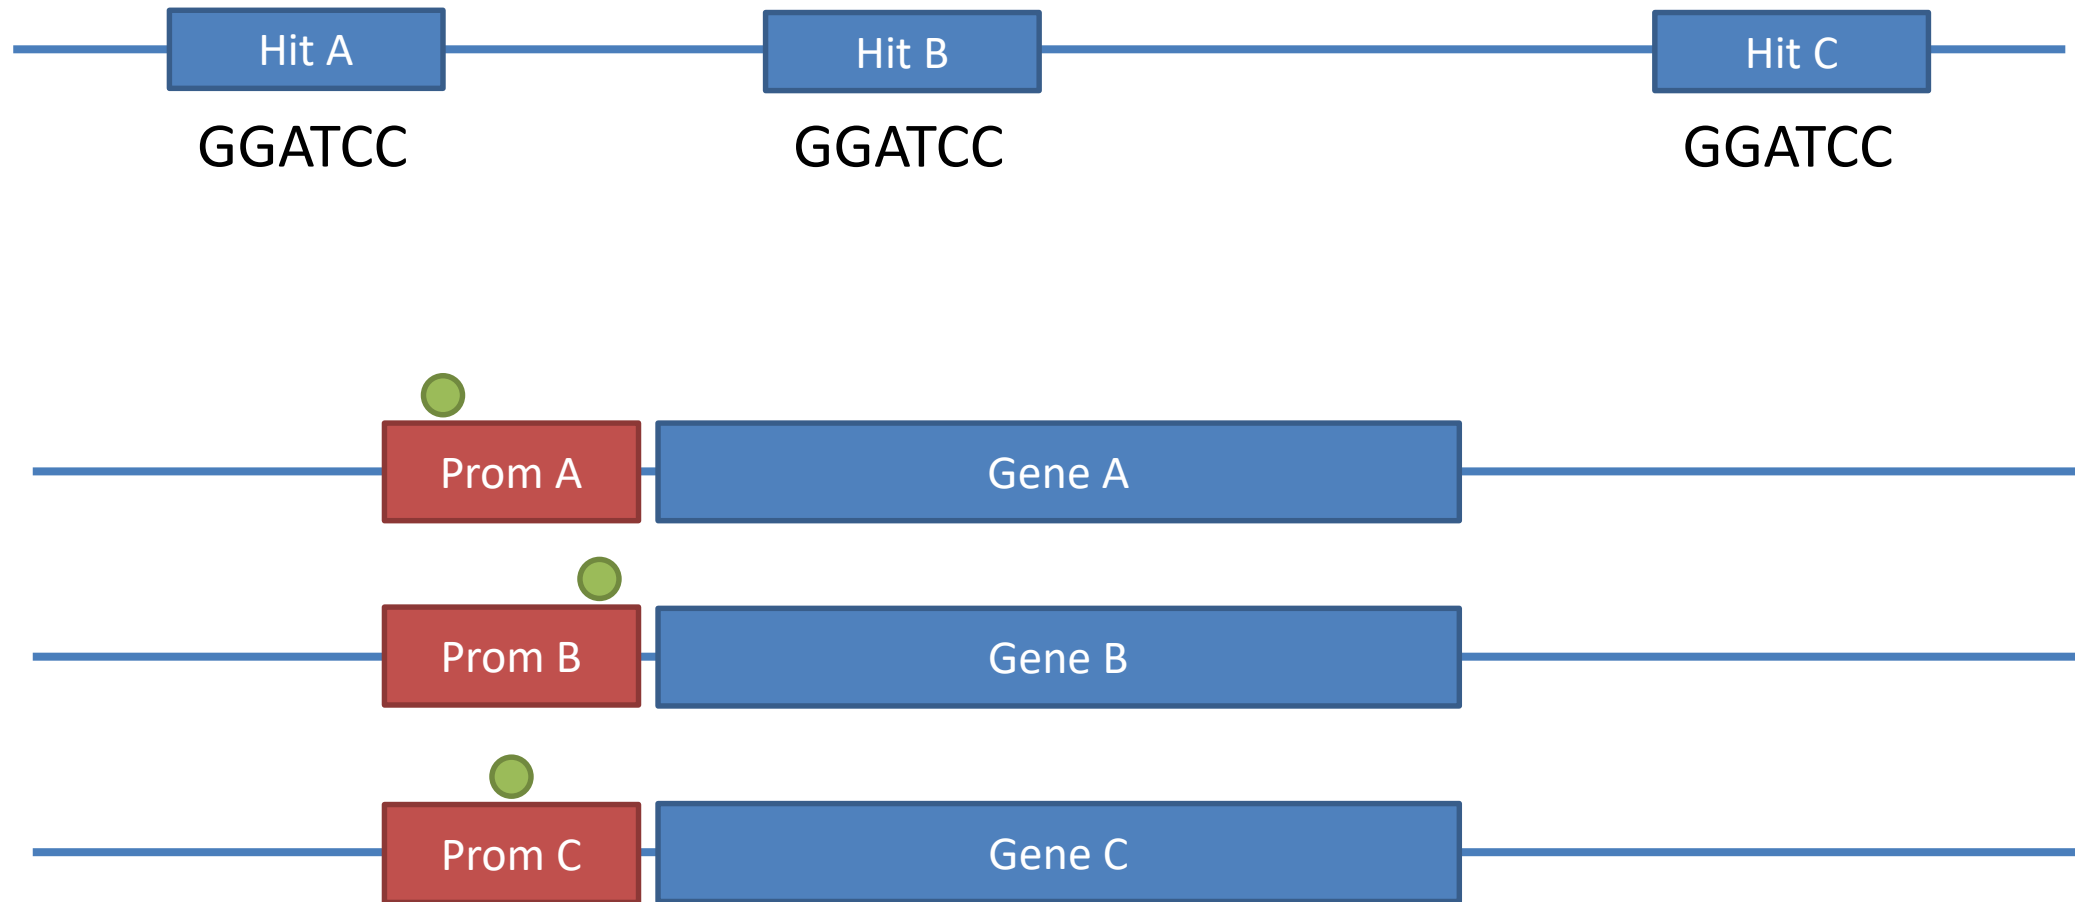 Hit A Hit B Hit C
GGATCC GGATCC GGATCC
Prom A Gene A
Prom B Gene B
Prom C Gene C